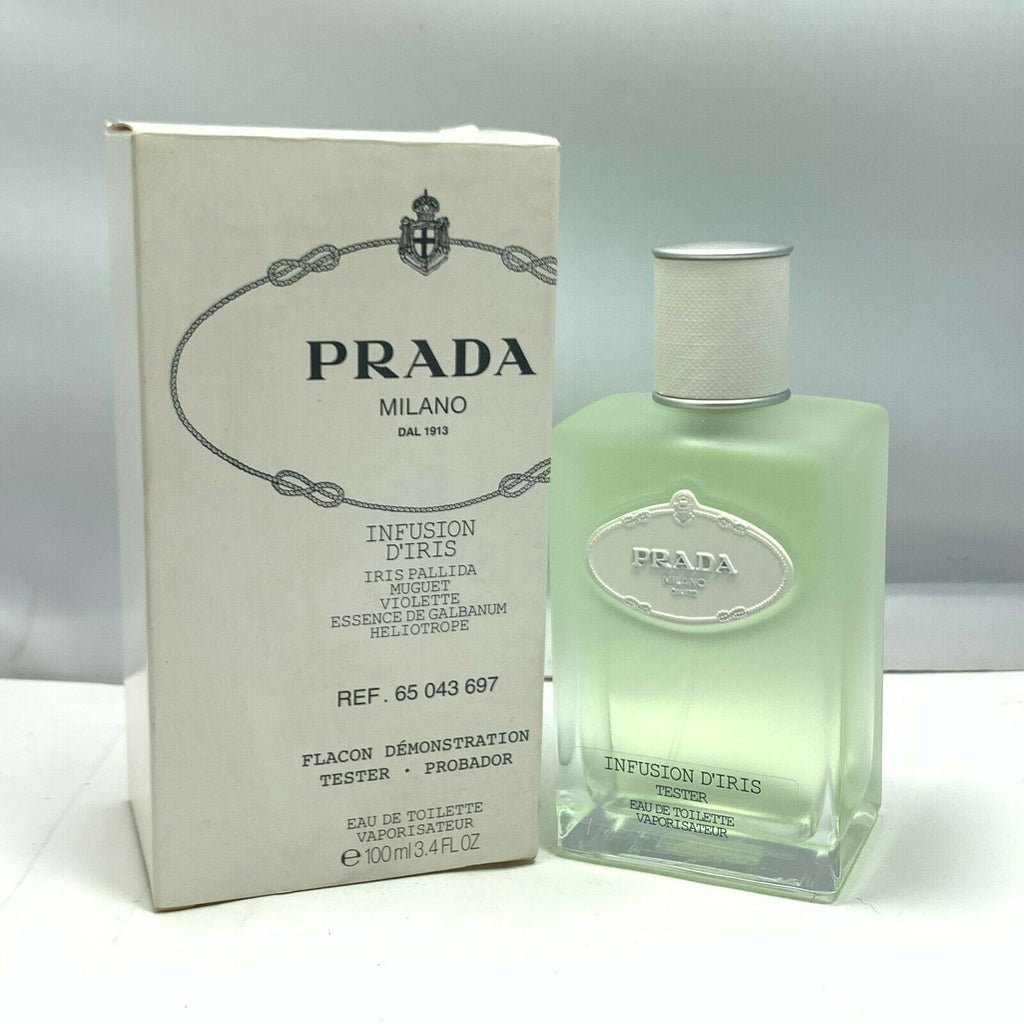 PRADA
MILANO
DAL 1913
INFUSION
D'IRIS
IRIS PALLIDA
MUGUET
VIOLETTE
ESSENCE DE GALBANUM
HELIOTROPE
REF. 65 043 697
FLACON DÉMONSTRATION
TESTER · PROBADOR
EAU DE TOILETTE
VAPORISATEUR
℮ 100 ml 3.4 FL OZ
PRADA
MILANO
INFUSION D'IRIS
TESTER
EAU DE TOILETTE
VAPORISATEUR